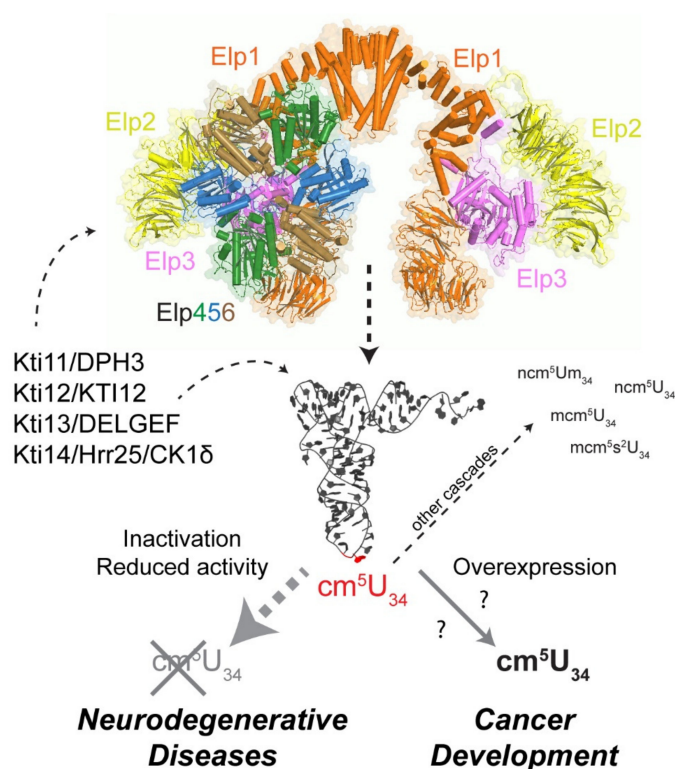 Elp1
Elp1
Elp2
Elp2
Elp3
Elp3
Elp456
Kti11/DPH3
Kti12/KTI12
Kti13/DELGEF
Kti14/Hrr25/CK1δ
ncm⁵Um₃₄
ncm⁵U₃₄
mcm⁵U₃₄
mcm⁵s²U₃₄
other cascades
Inactivation
Reduced activity
cm⁵U₃₄
Overexpression
?
?
cm⁵U₃₄
cm⁵U₃₄
Neurodegenerative
Diseases
Cancer
Development